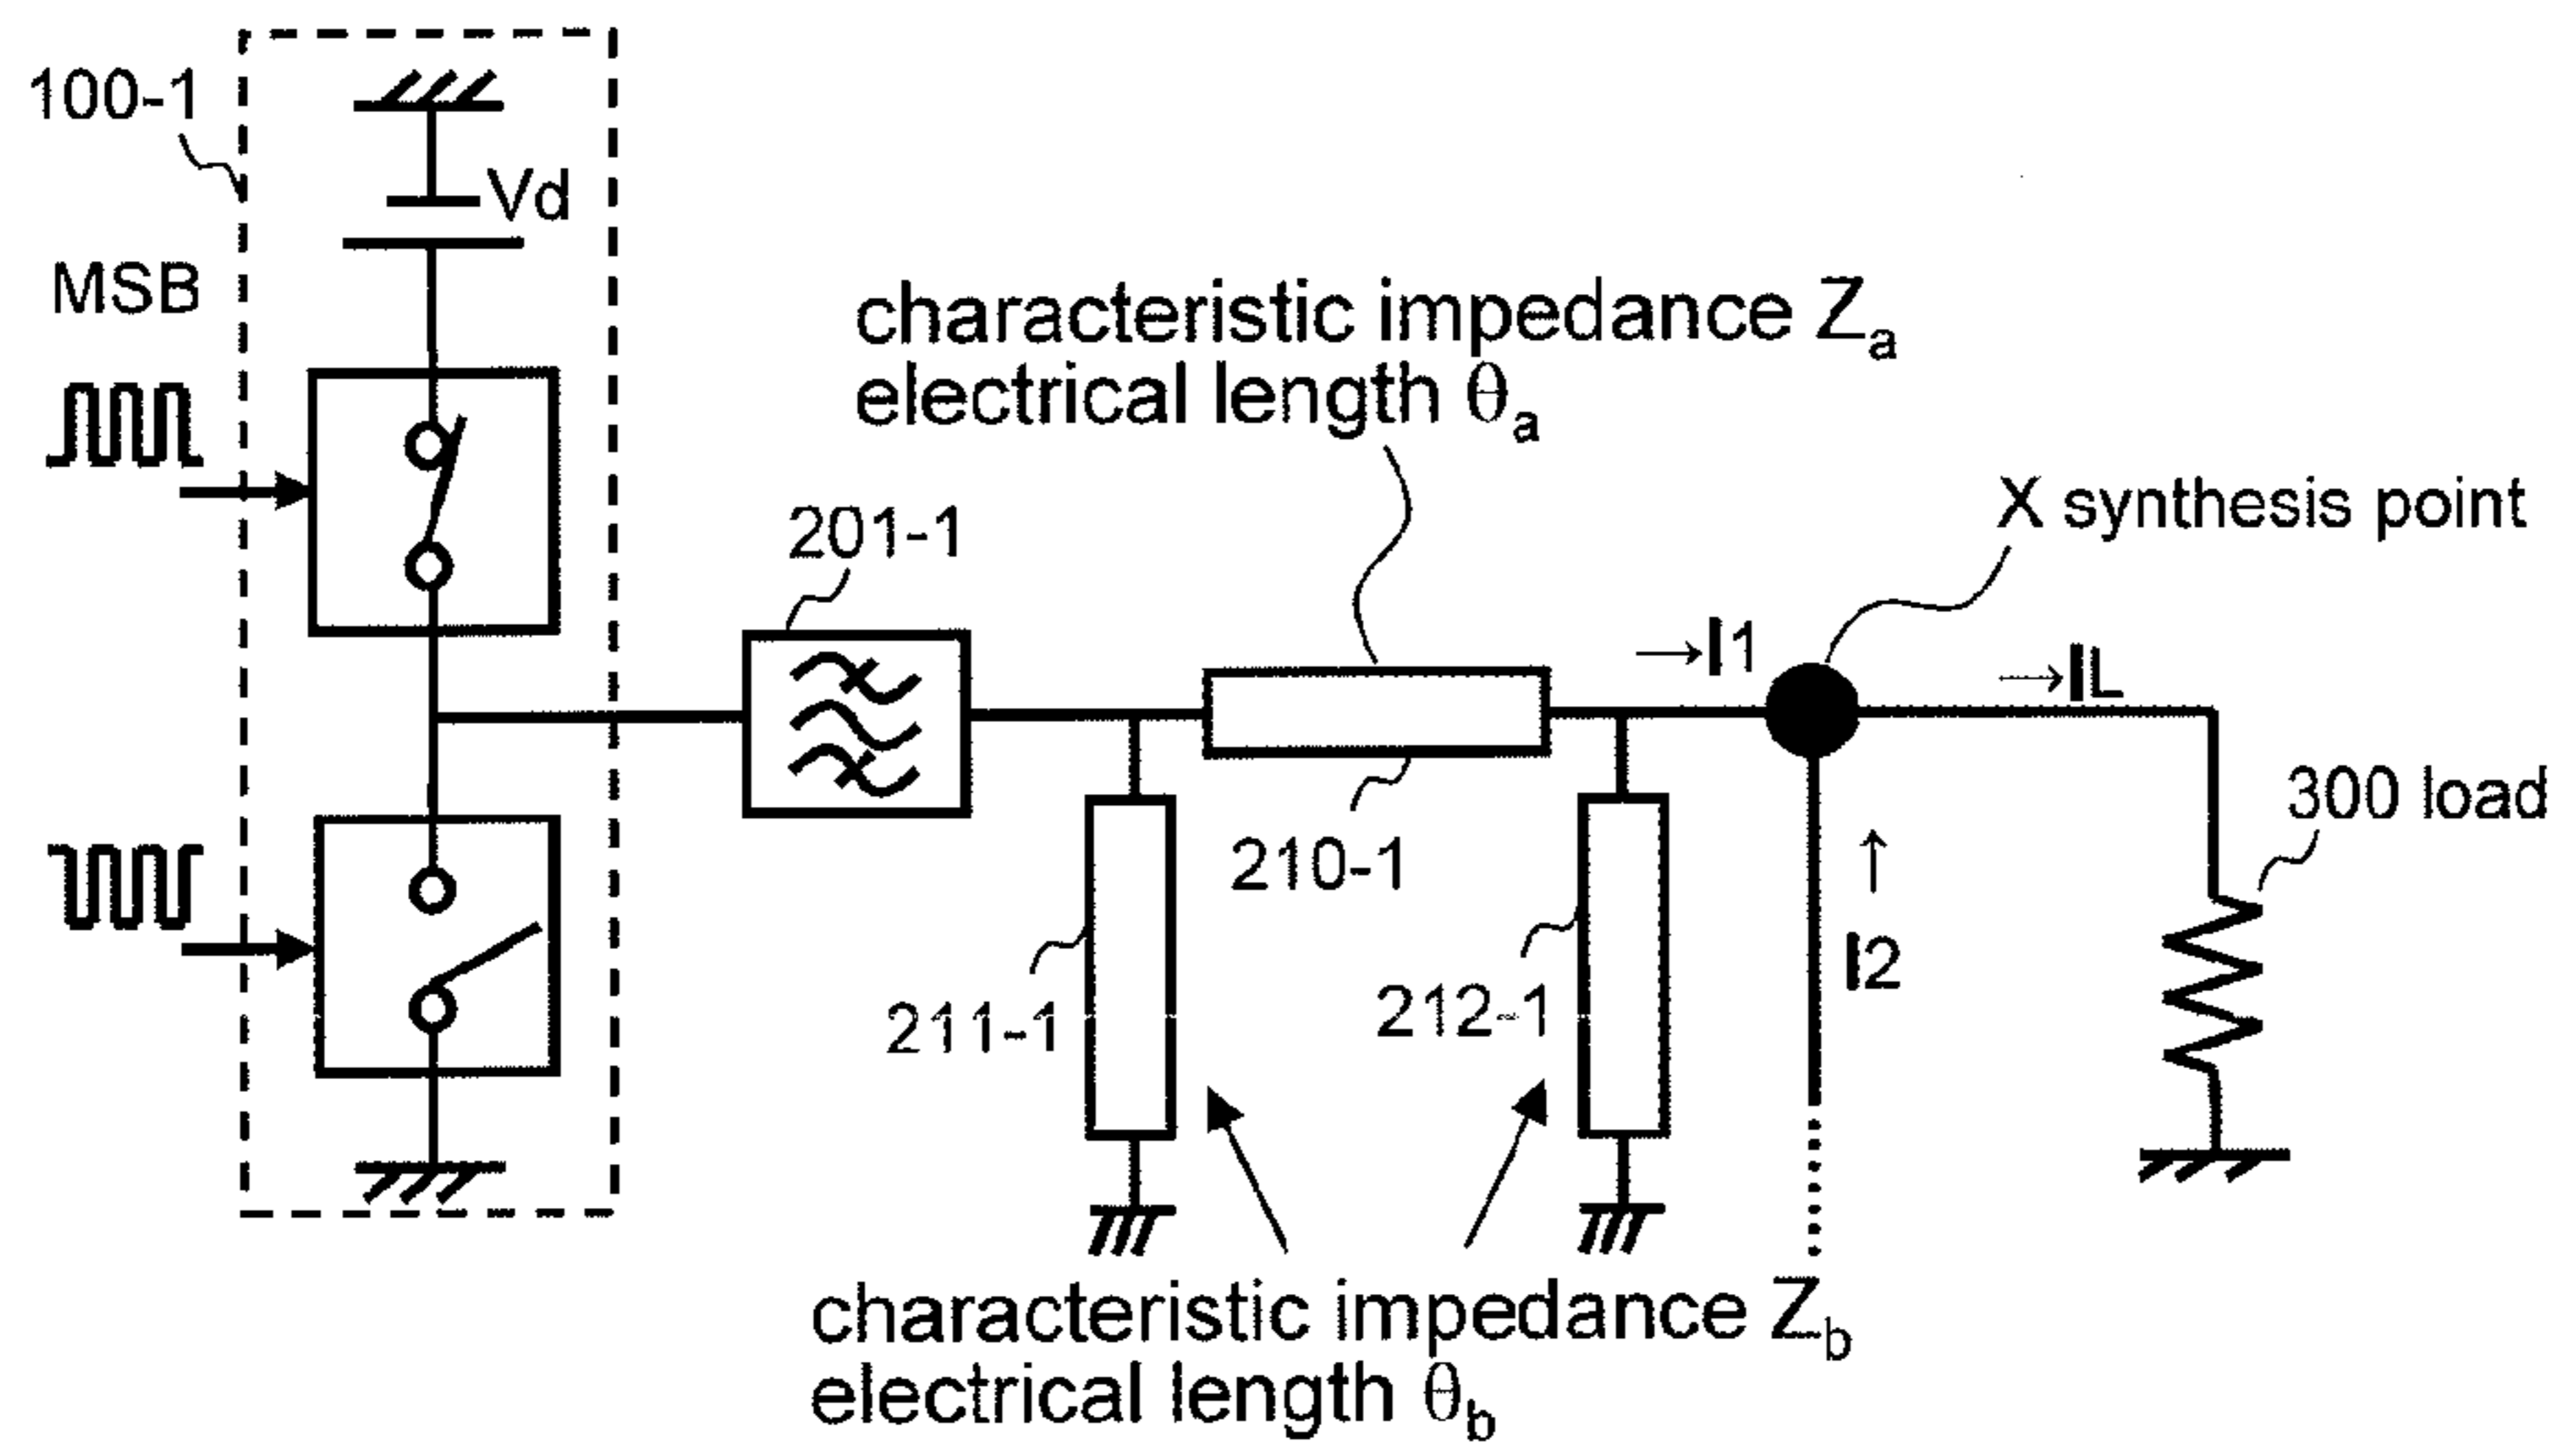 100-1
Vd
MSB
characteristic impedance Za
electrical length θa
X synthesis point
201-1
→I1
→IL
300 load
210-1
↑
I2
211-1
212-1
characteristic impedance Zb
electrical length θb